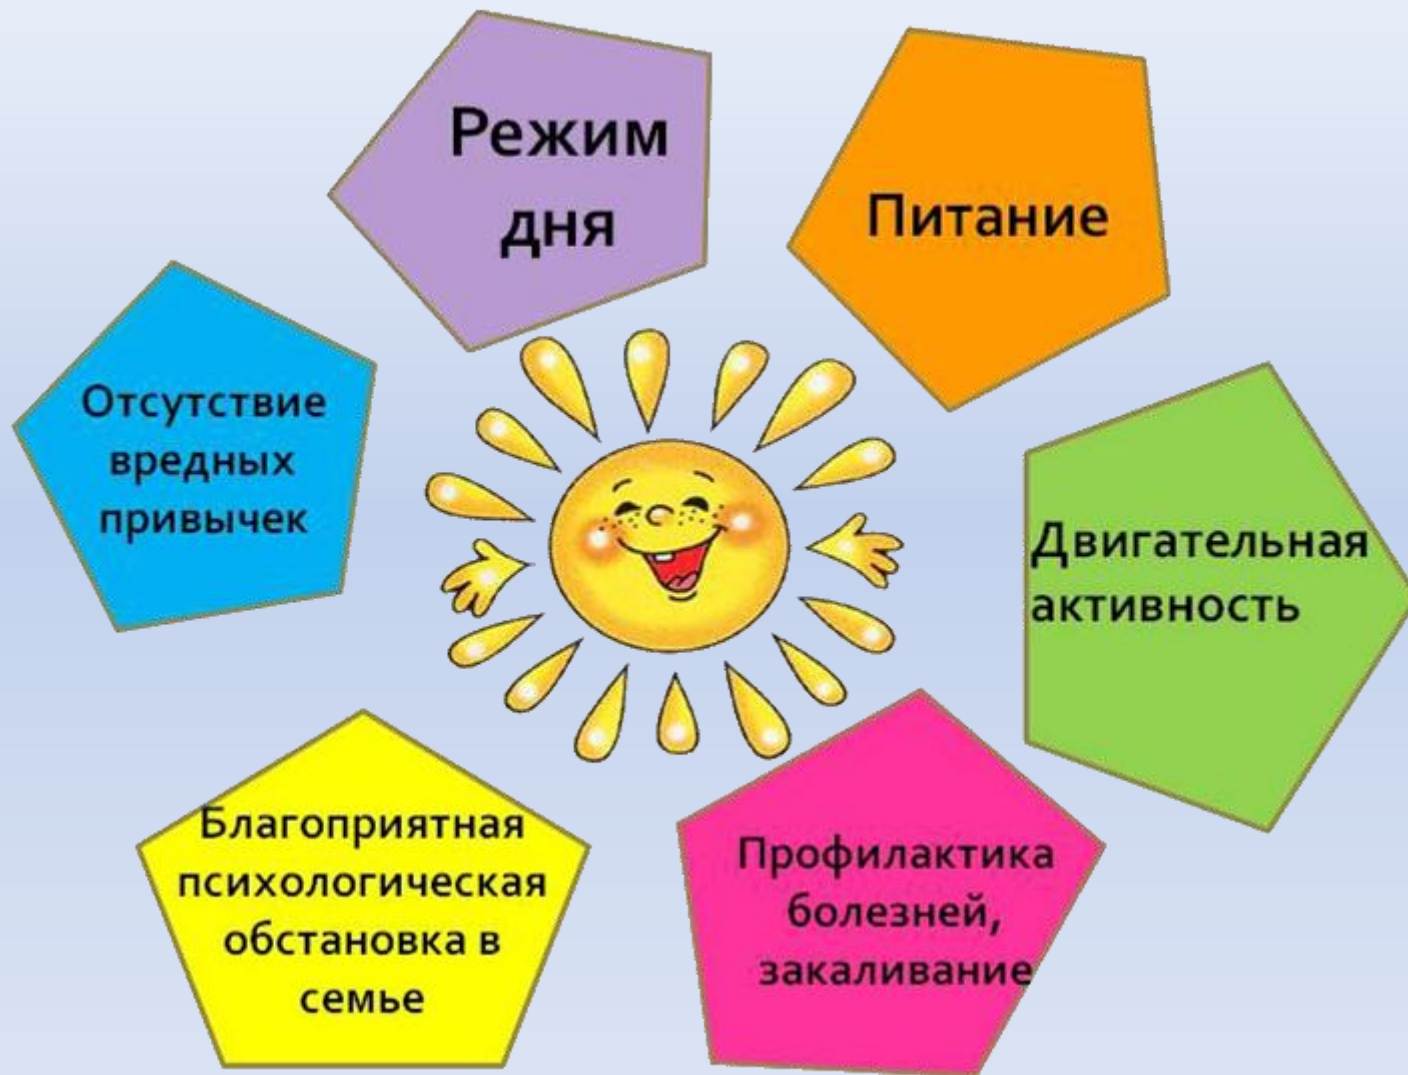 Режим
дня
Питание
Отсутствие
вредных
привычек
Двигательная
активность
Благоприятная
психологическая
обстановка в
семье
Профилактика
болезней,
закаливание